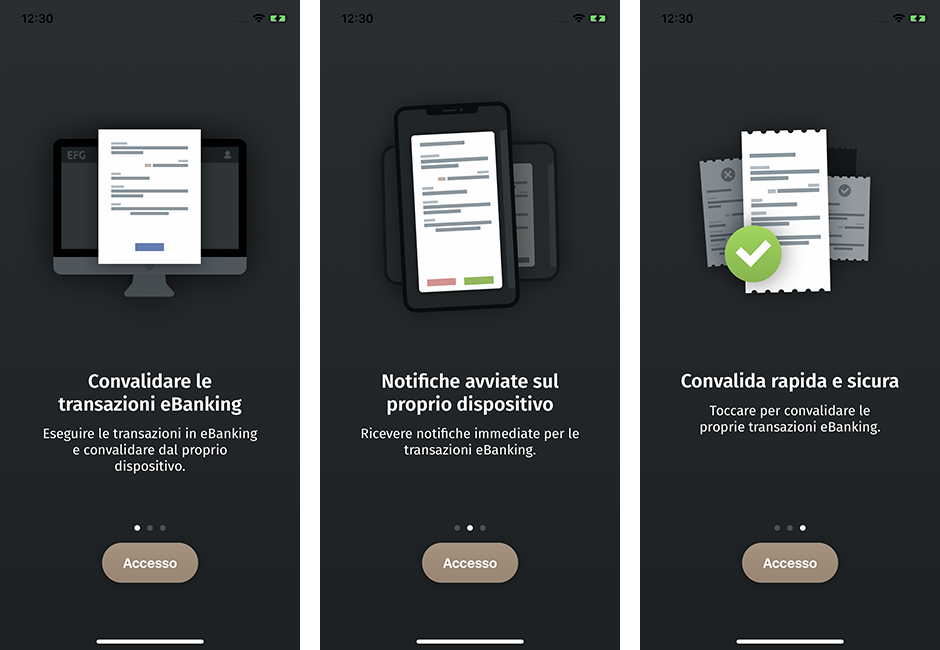 12:30
EFG
Convalidare le
transazioni eBanking
Eseguire le transazioni in eBanking
e convalidare dal proprio
dispositivo.
Accesso
12:30
Notifiche avviate sul
proprio dispositivo
Ricevere notifiche immediate per le
transazioni eBanking.
Accesso
12:30
Convalida rapida e sicura
Toccare per convalidare le
proprie transazioni eBanking.
Accesso